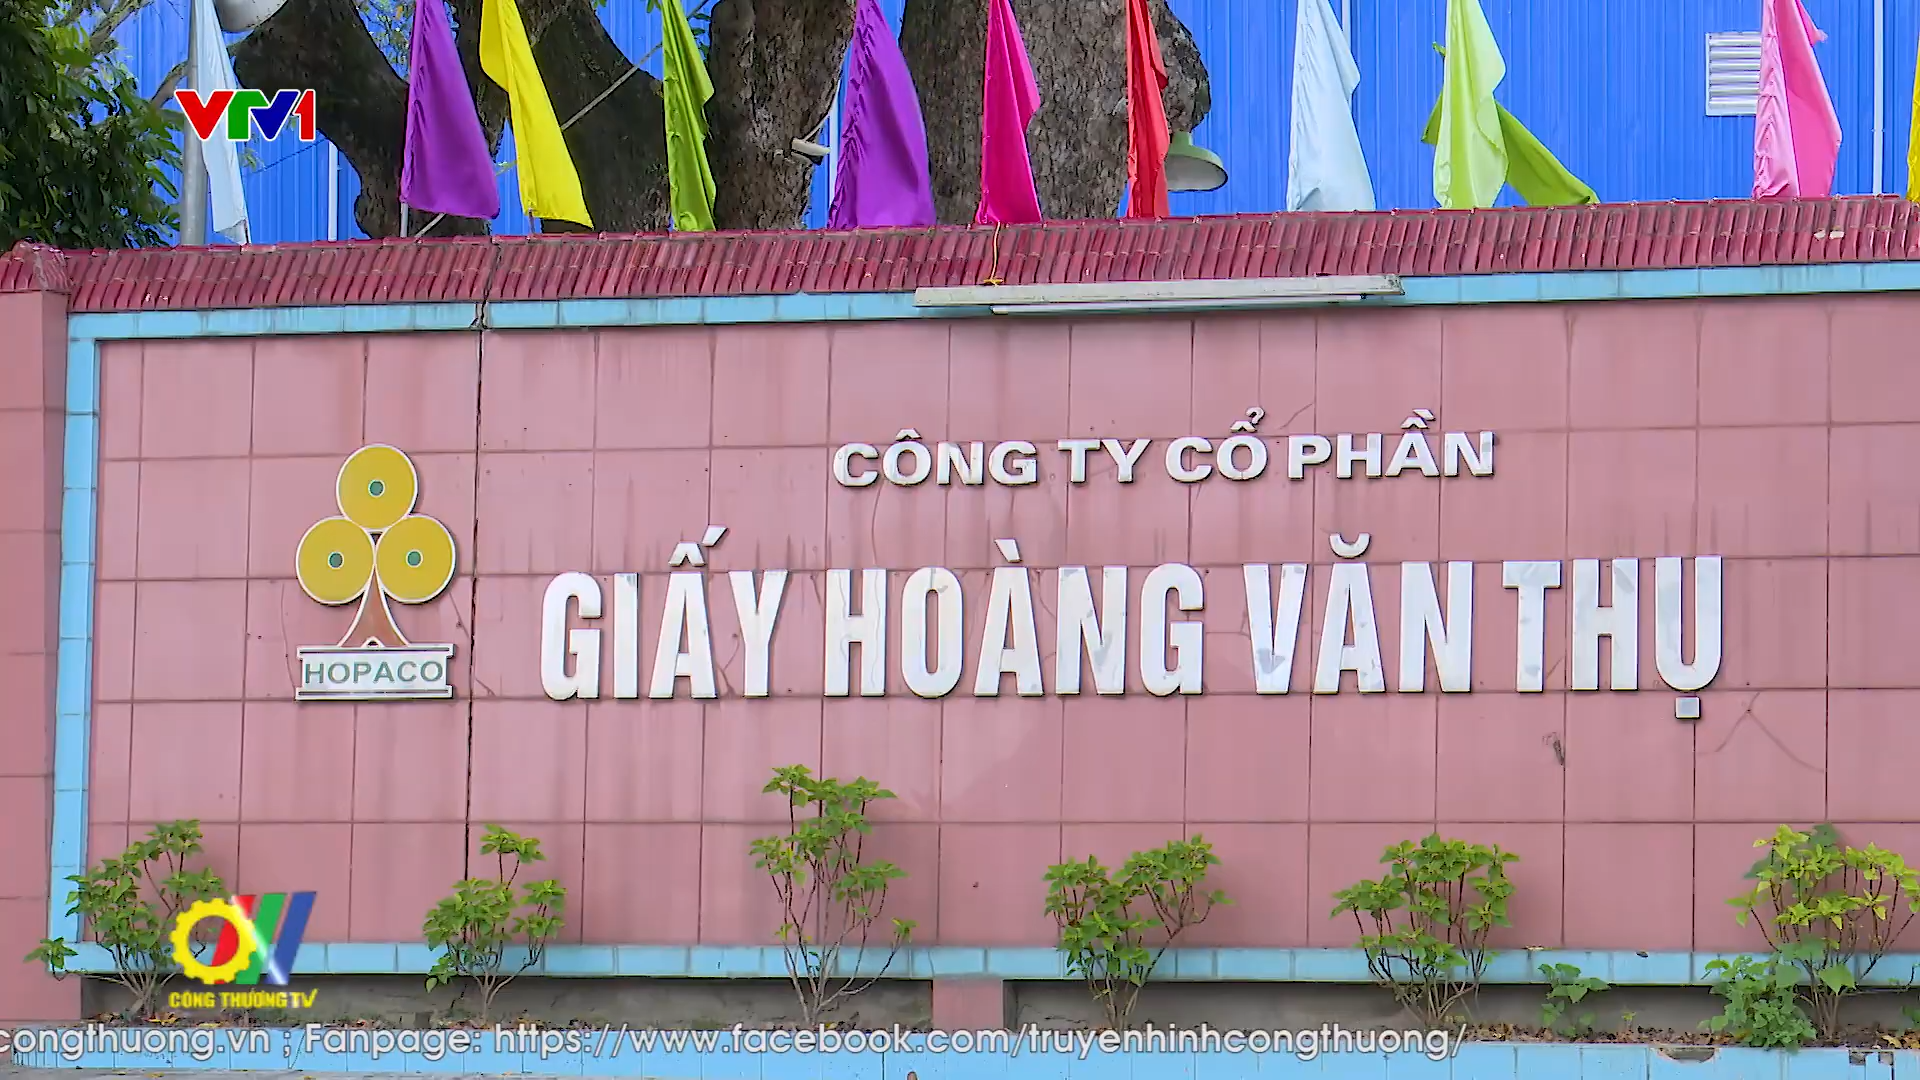 VTV1
CÔNG TY CỔ PHẦN
GIẤY HOÀNG VĂN THỤ
HOPACO
CÔNG THƯƠNG TV
congthuong.vn ; Fanpage: https://www.facebook.com/truyenhinhcongthuong/